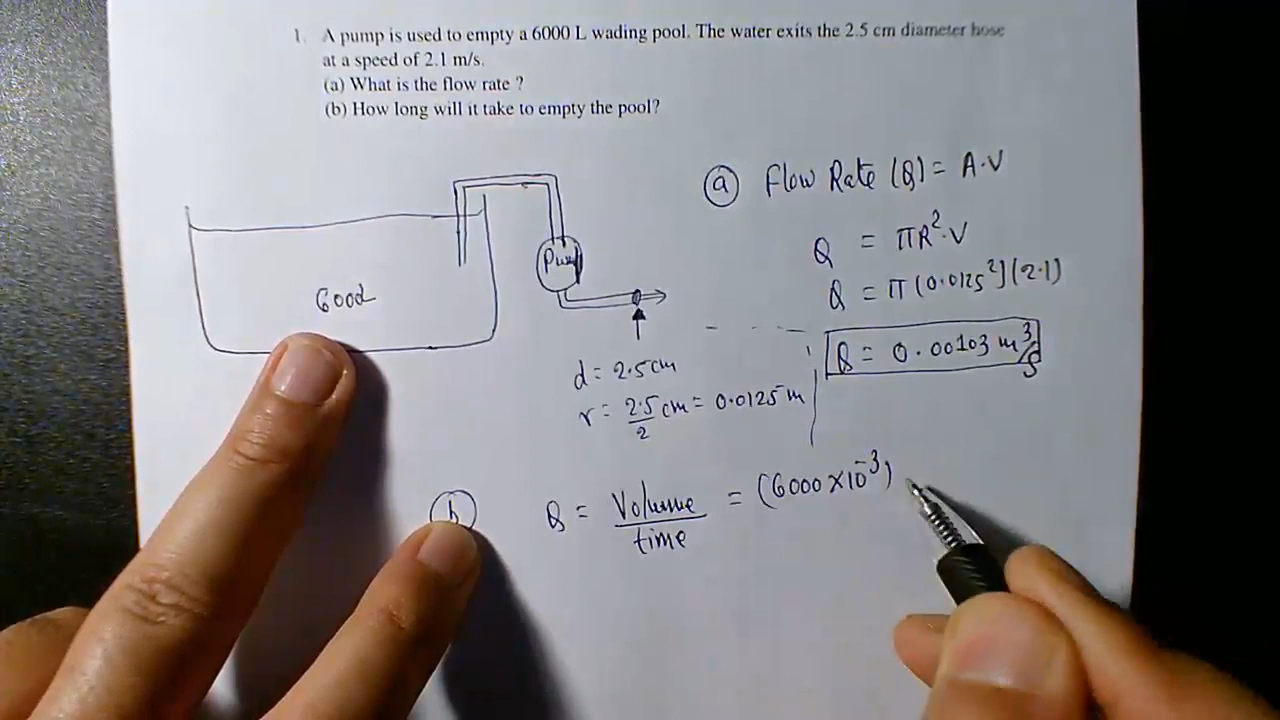 1. A pump is used to empty a 6000 L wading pool. The water exits the 2.5 cm diameter hose
at a speed of 2.1 m/s.
(a) What is the flow rate ?
(b) How long will it take to empty the pool?
ⓐ Flow Rate (Q) = A·V
Q = πR²·V
Q = π(0.0125²)(2.1)
Q = 0.00103 m³/s
Pump
d = 2.5cm
r = 2.5/2 cm = 0.0125 m
ⓑ Q = Volume/time = (6000×10⁻³)